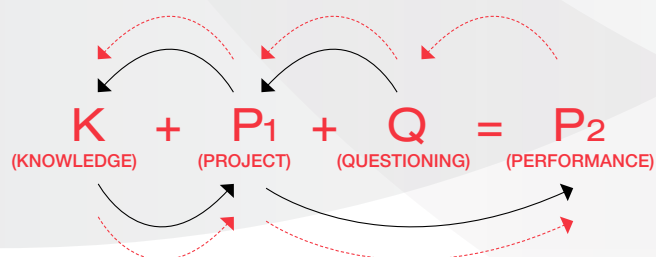 K + P1 + Q = P2
(KNOWLEDGE) (PROJECT) (QUESTIONING) (PERFORMANCE)